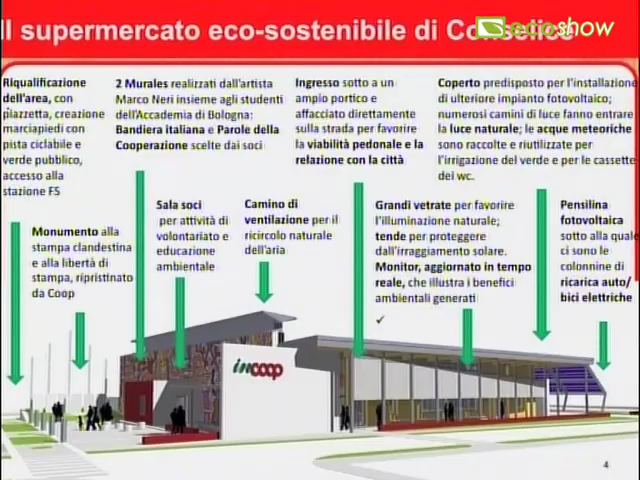 Il supermercato eco-sostenibile di Conselice
ecoshow
Riqualificazione
dell'area, con
piazzetta, creazione
marciapiedi con
pista ciclabile e
verde pubblico,
accesso alla
stazione FS
2 Murales realizzati dall'artista
Marco Neri insieme agli studenti
dell'Accademia di Bologna:
Bandiera italiana e Parole della
Cooperazione scelte dai soci
Ingresso sotto a un
ampio portico e
affacciato direttamente
sulla strada per favorire
la viabilità pedonale e la
relazione con la città
Coperto predisposto per l'installazione
di ulteriore impianto fotovoltaico;
numerosi camini di luce fanno entrare
la luce naturale; le acque meteoriche
sono raccolte e riutilizzate per
l'irrigazione del verde e per le cassette
dei wc.
Monumento alla
stampa clandestina
e alla libertà di
stampa, ripristinato
da Coop
Sala soci
per attività di
volontariato e
educazione
ambientale
Camino di
ventilazione per il
ricircolo naturale
dell'aria
Grandi vetrate per favorire
l'illuminazione naturale;
tende per proteggere
dall'irraggiamento solare.
Monitor, aggiornato in tempo
reale, che illustra i benefici
ambientali generati
✓
Pensilina
fotovoltaica
sotto alla quale
ci sono le
colonnine di
ricarica auto/
bici elettriche
incoop
4